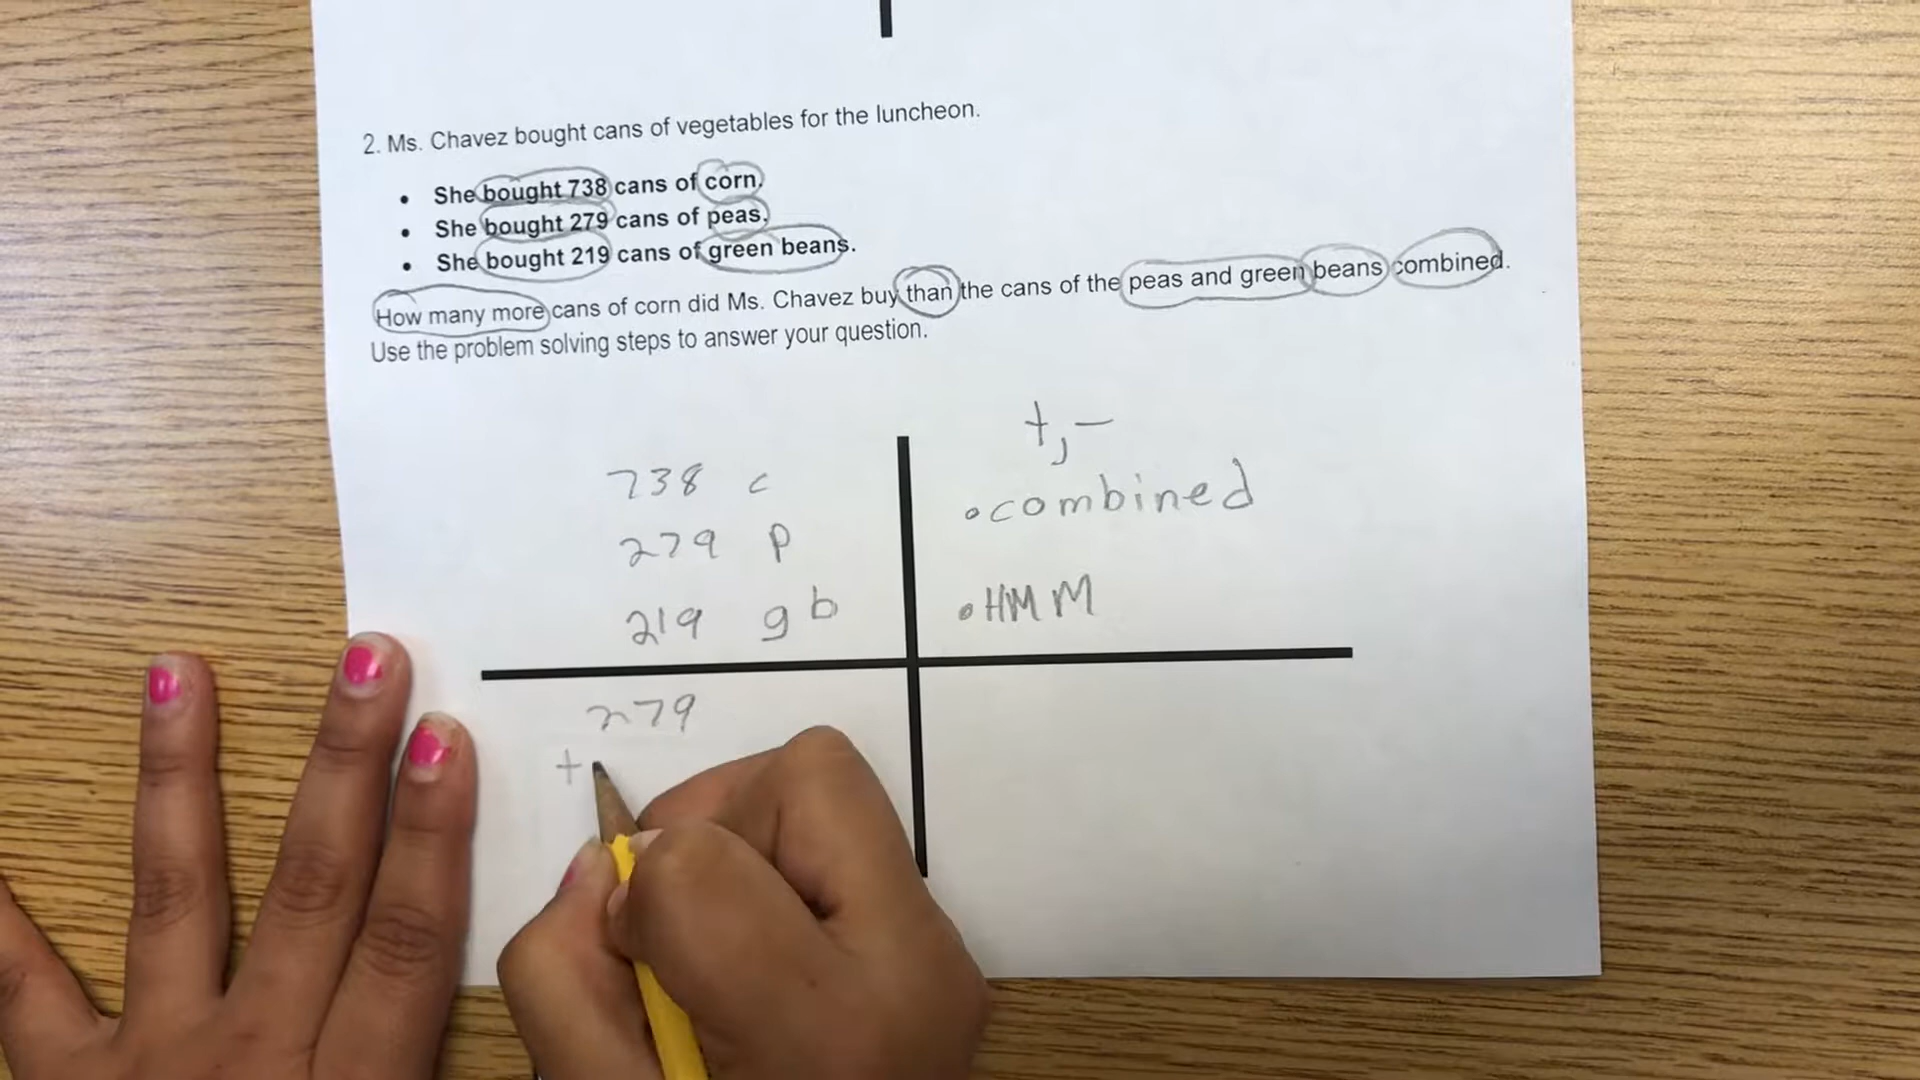 2. Ms. Chavez bought cans of vegetables for the luncheon.
• She bought 738 cans of corn.
• She bought 279 cans of peas.
• She bought 219 cans of green beans.
How many more cans of corn did Ms. Chavez buy than the cans of the peas and green beans combined.
Use the problem solving steps to answer your question.
738 c
279 p
219 gb
+, -
• combined
• HMM
279
+